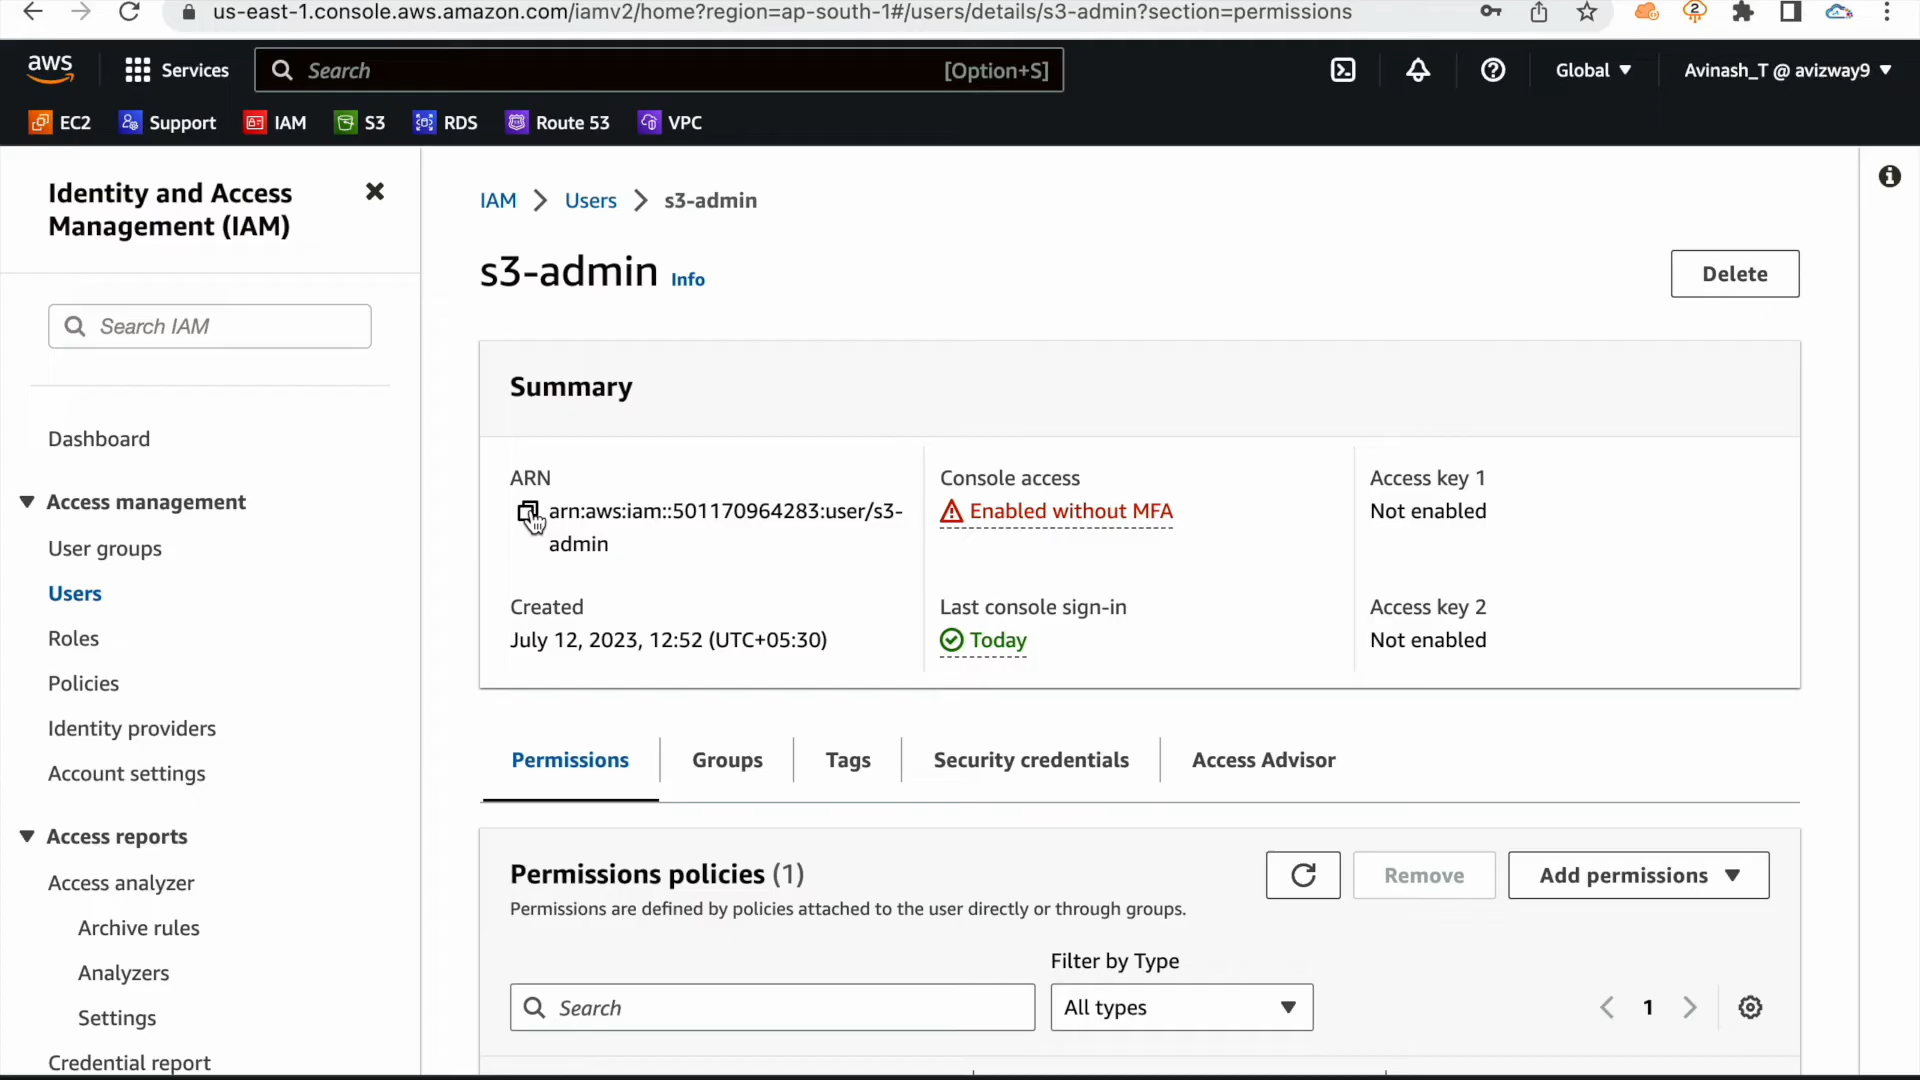 us-east-1.console.aws.amazon.com/iamv2/home?region=ap-south-1#/users/details/s3-admin?section=permissions
2
aws
Services
Search
[Option+S]
Global
Avinash_T @ avizway9
EC2
Support
IAM
S3
RDS
Route 53
VPC
Identity and Access
Management (IAM)
Search IAM
Dashboard
Access management
User groups
Users
Roles
Policies
Identity providers
Account settings
Access reports
Access analyzer
Archive rules
Analyzers
Settings
Credential report
IAM > Users > s3-admin
s3-admin Info
Delete
Summary
ARN
arn:aws:iam::501170964283:user/s3-
admin
Created
July 12, 2023, 12:52 (UTC+05:30)
Console access
Enabled without MFA
Last console sign-in
Today
Access key 1
Not enabled
Access key 2
Not enabled
Permissions
Groups
Tags
Security credentials
Access Advisor
Permissions policies (1)
Remove
Add permissions
Permissions are defined by policies attached to the user directly or through groups.
Filter by Type
Search
All types
1